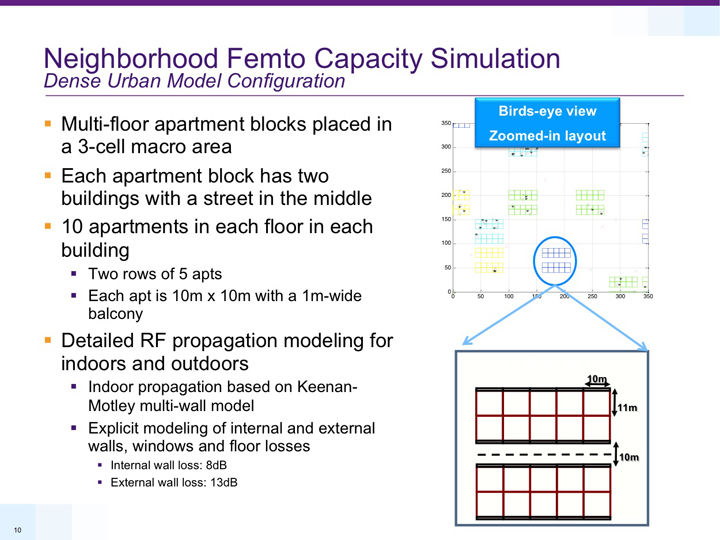 Neighborhood Femto Capacity Simulation
Dense Urban Model Configuration
Multi-floor apartment blocks placed in
a 3-cell macro area
Each apartment block has two
buildings with a street in the middle
10 apartments in each floor in each
building
Two rows of 5 apts
Each apt is 10m x 10m with a 1m-wide
balcony
Detailed RF propagation modeling for
indoors and outdoors
Indoor propagation based on Keenan-
Motley multi-wall model
Explicit modeling of internal and external
walls, windows and floor losses
Internal wall loss: 8dB
External wall loss: 13dB
Birds-eye view
Zoomed-in layout
350
300
250
200
150
100
50
0
0 50 100 150 200 250 300 350
10m
11m
10m
10